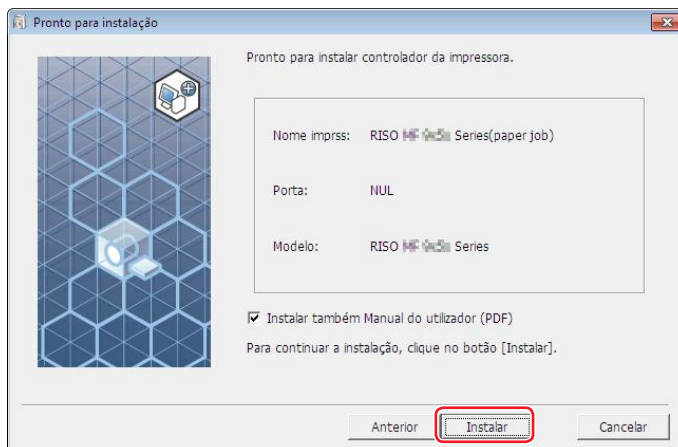 Pronto para instalação
Pronto para instalar controlador da impressora.
Nome imprss: RISO Series(paper job)
Porta: NUL
Modelo: RISO Series
Instalar também Manual do utilizador (PDF)
Para continuar a instalação, clique no botão [Instalar].
Anterior Instalar Cancelar